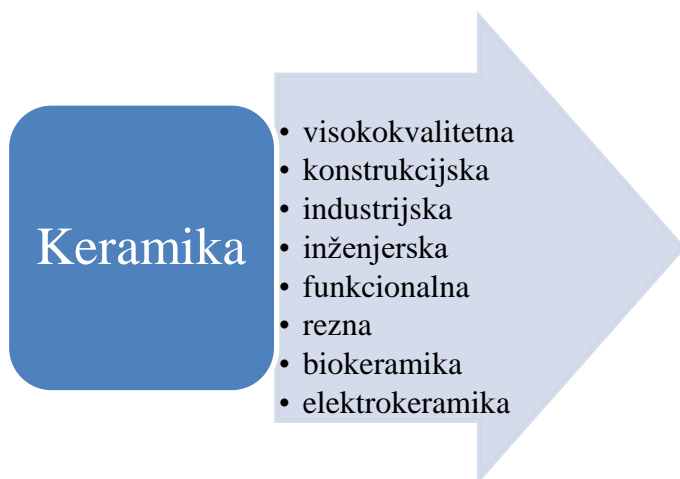 Keramika
• visokokvalitetna
• konstrukcijska
• industrijska
• inženjerska
• funkcionalna
• rezna
• biokeramika
• elektrokeramika